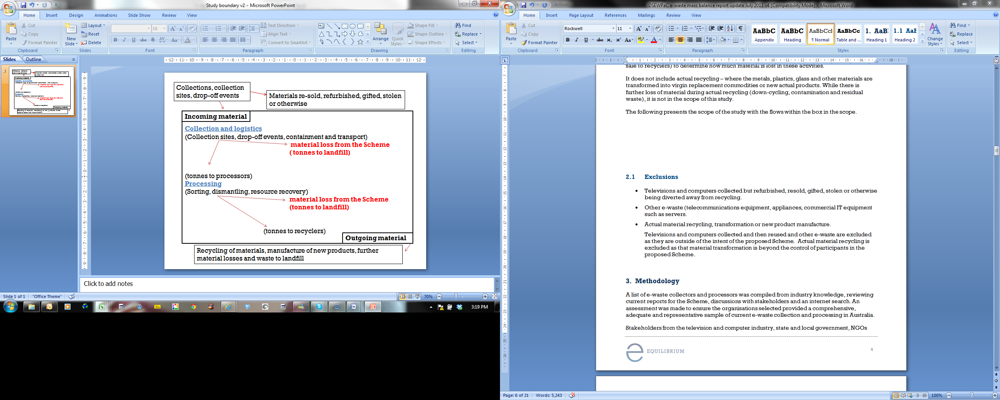 Study boundary v2 - Microsoft PowerPoint
Home Insert Design Animations Slide Show Review View
Paste
Cut
Copy
Format Painter
Clipboard
New Slide
Layout
Reset
Delete
Slides
18
Font
Text Direction
Align Text
Convert to SmartArt
Paragraph
Arrange
Quick Styles
Shape Fill
Shape Outline
Shape Effects
Drawing
Find
Replace
Select
Editing
Slides Outline
1
Collections, collection
sites, drop-off events
Materials re-sold, refurbished, gifted, stolen
or otherwise
Incoming material
Collection and logistics
(Collection sites, drop-off events, containment and transport)
material loss from the Scheme
( tonnes to landfill)
(tonnes to processors)
Processing
(Sorting, dismantling, resource recovery)
material loss from the Scheme
(tonnes to landfill)
(tonnes to recyclers)
Outgoing material
Recycling of materials, manufacture of new products, further
material losses and waste to landfill
Click to add notes
Slide 1 of 1 "Office Theme" 70%
3:19 PM
DSEWPaC e-waste mass balance report update July 2011 v4 [Compatibility Mode] - Microsoft Word
Home Insert Page Layout References Mailings Review View
Paste
Cut
Copy
Format Painter
Clipboard
Rockwell 11
Font
Paragraph
AaBbC AaBbC AaBbCcI AaBbCc 1. AaB 1.1 AaB
Appendix Heading ¶ Normal Table and ... Heading 1 Heading 2
Change Styles
Styles
Find
Replace
Select
Editing
sale to recyclers) to determine how much material is lost in these activities.
It does not include actual recycling – where the metals, plastics, glass and other materials are
transformed into virgin replacement commodities or new actual products. While there is
further loss of material during actual recycling (down-cycling, contamination and residual
waste), it is not in the scope of this study.
The following presents the scope of the study with the flows within the box in the scope.
2.1 Exclusions
• Televisions and computers collected but refurbished, resold, gifted, stolen or otherwise
being diverted away from recycling.
• Other e-waste (telecommunications equipment, appliances, commercial IT equipment
such as servers.
• Actual material recycling, transformation or new product manufacture.
Televisions and computers collected and then reused and other e-waste are excluded
as they are outside of the intent of the proposed Scheme. Actual material recycling is
excluded as that material transformation is beyond the control of participants in the
proposed Scheme.
3. Methodology
A list of e-waste collectors and processors was compiled from industry knowledge, reviewing
current reports for the Scheme, discussions with stakeholders and an internet search. An
assessment was made to ensure the organisations selected provided a comprehensive,
adequate and representative sample of current e-waste collection and processing in Australia.
Stakeholders from the television and computer industry, state and local government, NGOs
EQUILIBRIUM
4
Page: 6 of 21 Words: 5,243 100%